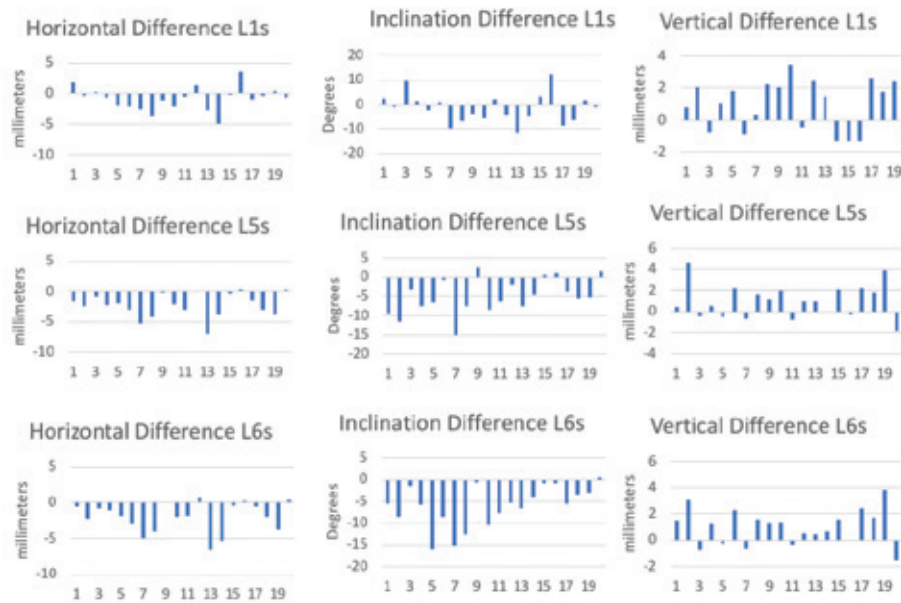 Horizontal Difference L1s
Inclination Difference L1s
Vertical Difference L1s
millimeters
5
0
-5
-10
1 3 5 7 9 11 13 15 17 19
Degrees
20
10
0
-10
-20
1 3 5 7 9 11 13 15 17 19
millimeters
4
2
0
-2
1 3 5 7 9 11 13 15 17 19
Horizontal Difference L5s
Inclination Difference L5s
Vertical Difference L5s
millimeters
5
0
-5
-10
1 3 5 7 9 11 13 15 17 19
Degrees
5
0
-5
-10
-15
-20
1 3 5 7 9 11 13 15 17 19
millimeters
6
4
2
0
-2
-4
1 3 5 7 9 11 13 15 17 19
Horizontal Difference L6s
Inclination Difference L6s
Vertical Difference L6s
millimeters
5
0
-5
-10
1 3 5 7 9 11 13 15 17 19
Degrees
5
0
-5
-10
-15
-20
1 3 5 7 9 11 13 15 17 19
millimeters
6
4
2
0
-2
1 3 5 7 9 11 13 15 17 19